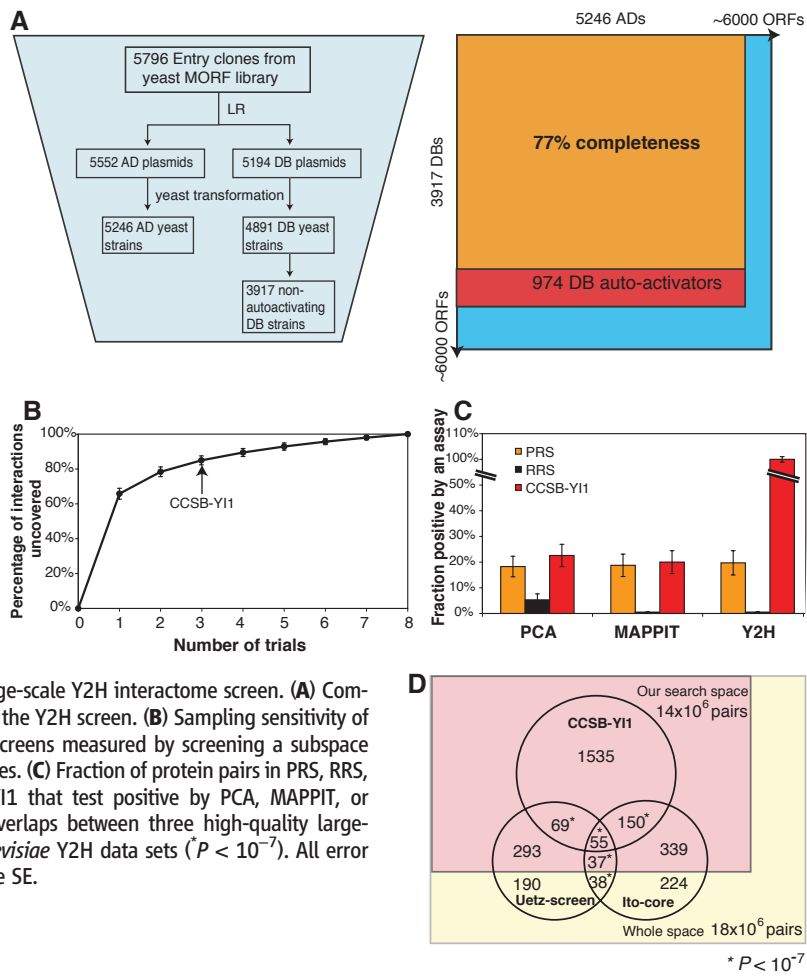 A
5796 Entry clones from
yeast MORF library
LR
5552 AD plasmids
5194 DB plasmids
yeast transformation
5246 AD yeast
strains
4891 DB yeast
strains
3917 non-
autoactivating
DB strains
5246 ADs
~6000 ORFs
3917 DBs
77% completeness
974 DB auto-activators
~6000 ORFs
B
Percentage of interactions
uncovered
100%
80%
60%
40%
20%
0%
CCSB-YI1
0 1 2 3 4 5 6 7 8
Number of trials
C
Fraction positive by an assay
110%
100%
50%
40%
30%
20%
10%
0%
PRS
RRS
CCSB-YI1
PCA MAPPIT Y2H
ge-scale Y2H interactome screen. (A) Com-
the Y2H screen. (B) Sampling sensitivity of
creens measured by screening a subspace
es. (C) Fraction of protein pairs in PRS, RRS,
I1 that test positive by PCA, MAPPIT, or
verlaps between three high-quality large-
evisiae Y2H data sets (*P < 10⁻⁷). All error
e SE.
D
Our search space
14x10⁶ pairs
CCSB-YI1
1535
69*
*
55
150*
293
37*
339
190
38*
224
Uetz-screen
Ito-core
Whole space 18x10⁶ pairs
* P < 10⁻⁷